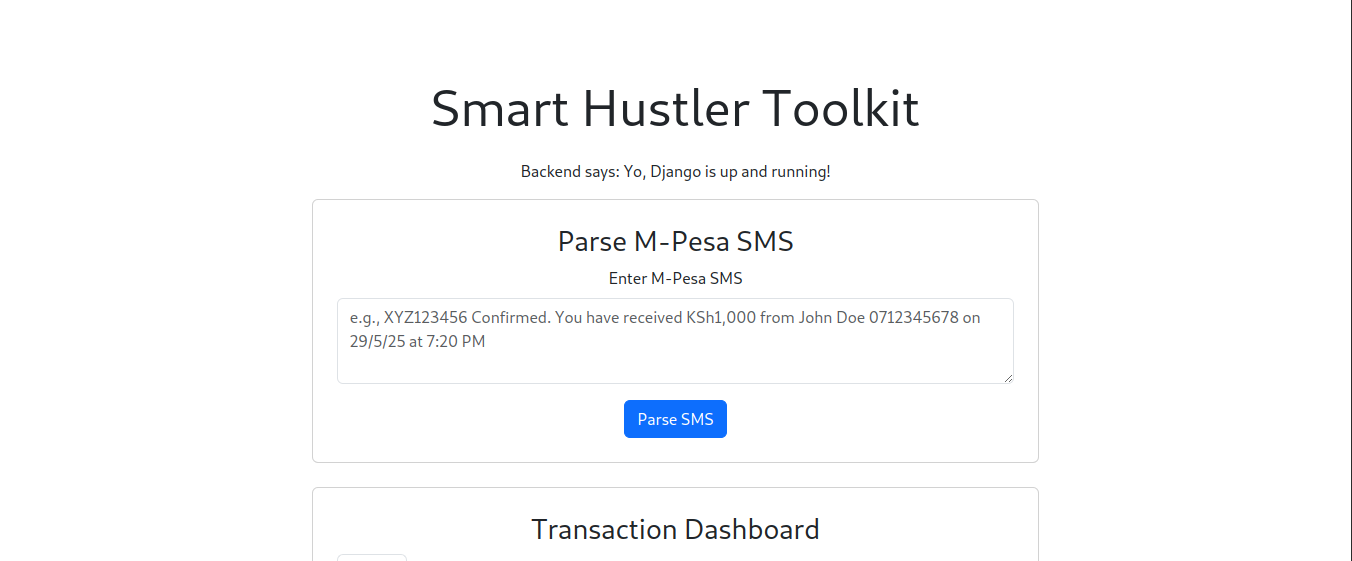 Smart Hustler Toolkit
Backend says: Yo, Django is up and running!
Parse M-Pesa SMS
Enter M-Pesa SMS
e.g., XYZ123456 Confirmed. You have received KSh1,000 from John Doe 0712345678 on
29/5/25 at 7:20 PM
Parse SMS
Transaction Dashboard